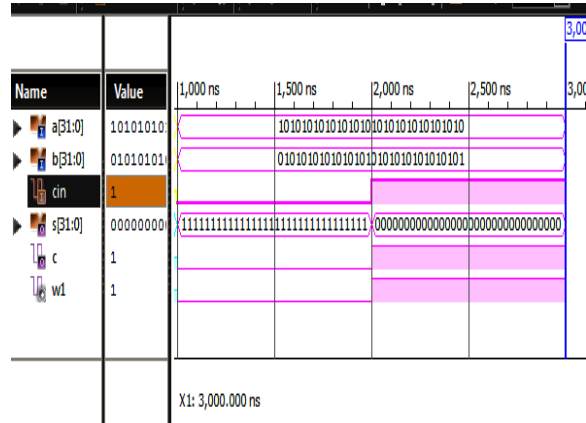 3,00
Name Value 1,000 ns 1,500 ns 2,000 ns 2,500 ns 3,00
a[31:0] 10101010 10101010101010101010101010101010
b[31:0] 01010101 01010101010101010101010101010101
cin 1
s[31:0] 00000000 11111111111111111111111111111111 00000000000000000000000000000000
c 1
w1 1
X1: 3,000.000 ns